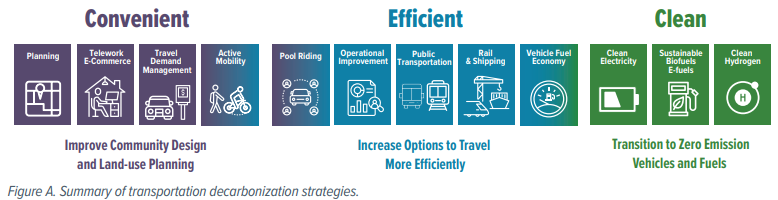 Convenient
Planning
Telework
E-Commerce
Travel
Demand
Management
Active
Mobility
Improve Community Design
and Land-use Planning
Efficient
Pool Riding
Operational
Improvement
Public
Transportation
Rail
& Shipping
Vehicle Fuel
Economy
Increase Options to Travel
More Efficiently
Clean
Clean
Electricity
Sustainable
Biofuels
E-fuels
Clean
Hydrogen
H
Transition to Zero Emission
Vehicles and Fuels
Figure A. Summary of transportation decarbonization strategies.